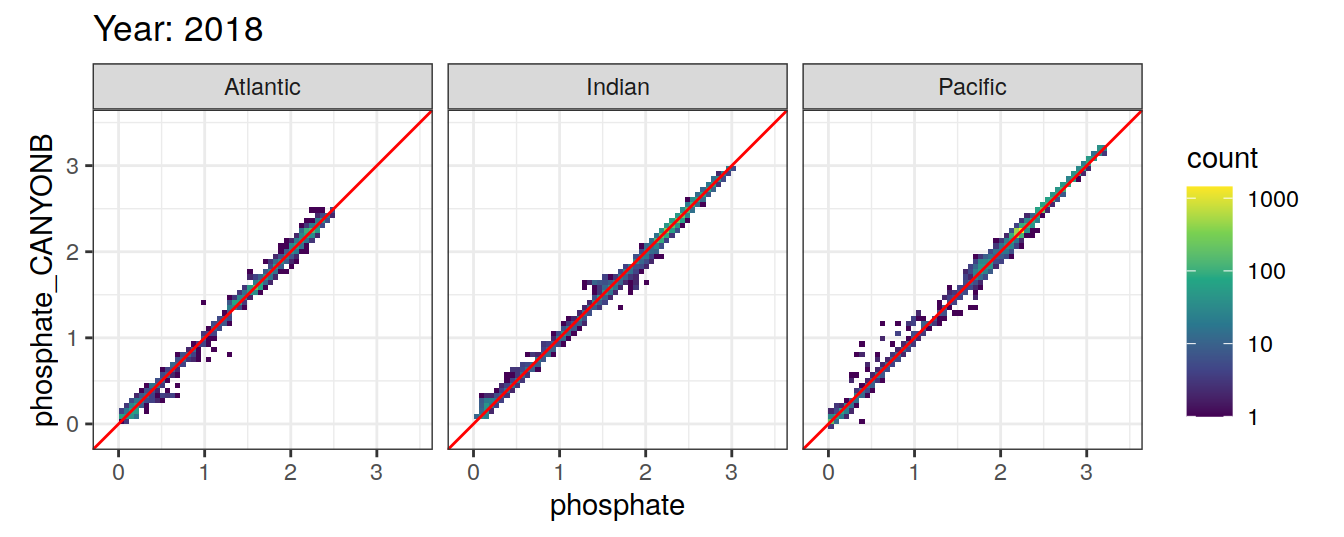 Year: 2018
Atlantic
Indian
Pacific
phosphate_CANYONB
3
2
1
0
0 1 2 3
0 1 2 3
0 1 2 3
phosphate
count
1000
100
10
1